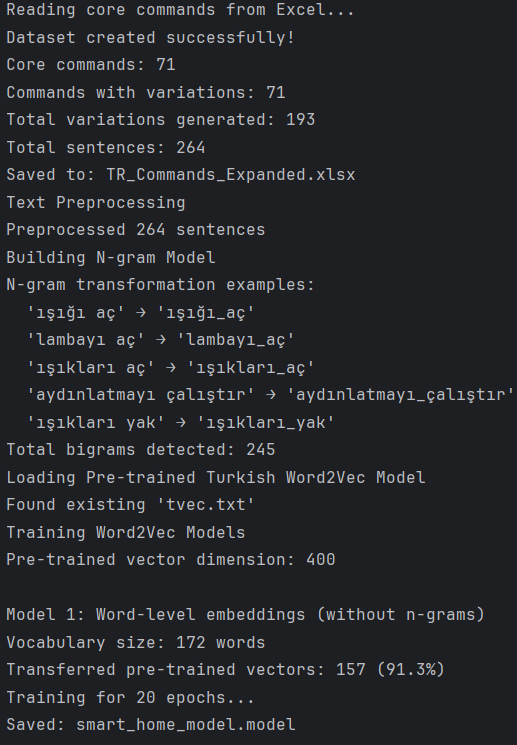 Reading core commands from Excel...
Dataset created successfully!
Core commands: 71
Commands with variations: 71
Total variations generated: 193
Total sentences: 264
Saved to: TR_Commands_Expanded.xlsx
Text Preprocessing
Preprocessed 264 sentences
Building N-gram Model
N-gram transformation examples:
  'ışığı aç' → 'ışığı_aç'
  'lambayı aç' → 'lambayı_aç'
  'ışıkları aç' → 'ışıkları_aç'
  'aydınlatmayı çalıştır' → 'aydınlatmayı_çalıştır'
  'ışıkları yak' → 'ışıkları_yak'
Total bigrams detected: 245
Loading Pre-trained Turkish Word2Vec Model
Found existing 'tvec.txt'
Training Word2Vec Models
Pre-trained vector dimension: 400

Model 1: Word-level embeddings (without n-grams)
Vocabulary size: 172 words
Transferred pre-trained vectors: 157 (91.3%)
Training for 20 epochs...
Saved: smart_home_model.model